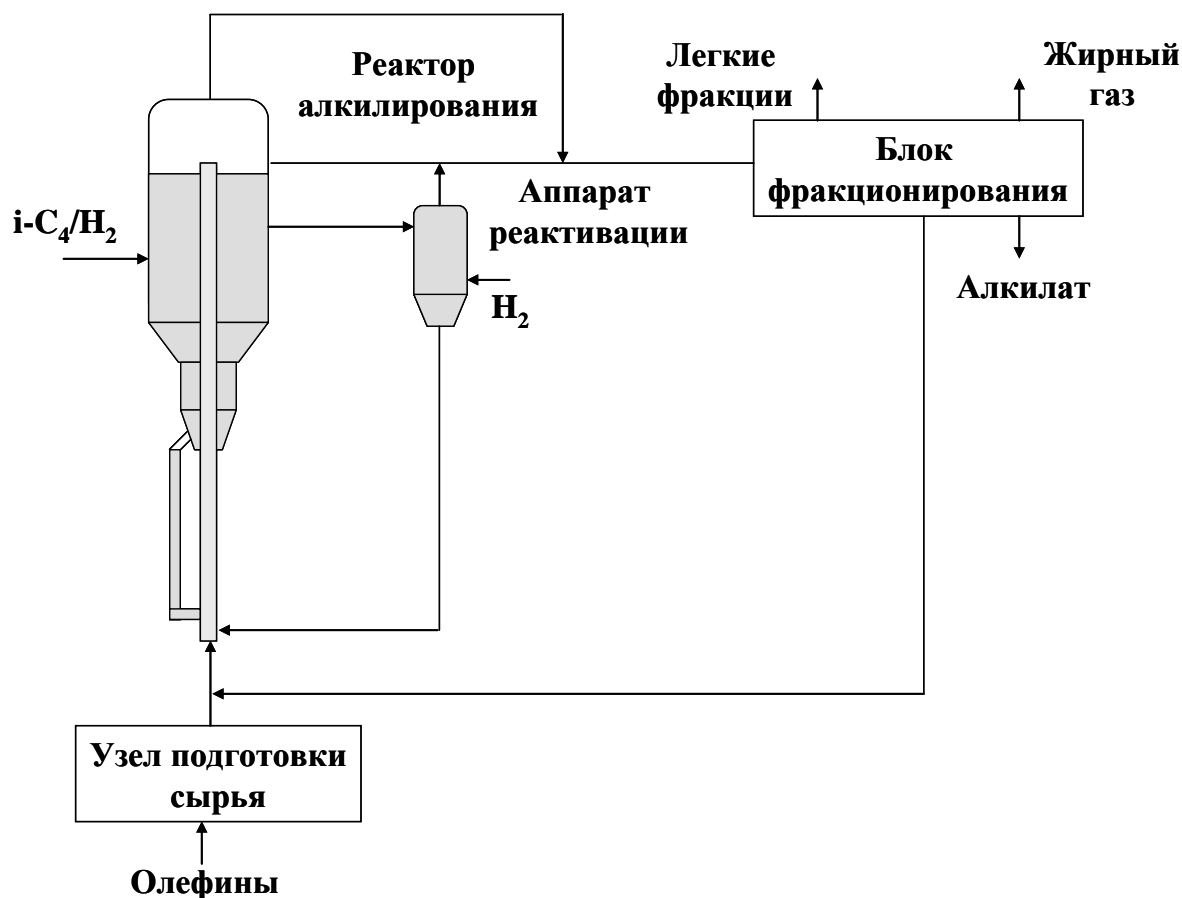 Реактор
алкилирования
Легкие
фракции
Жирный
газ
Блок
фракционирования
i-C₄/H₂
Аппарат
реактивации
H₂
Алкилат
Узел подготовки
сырья
Олефины